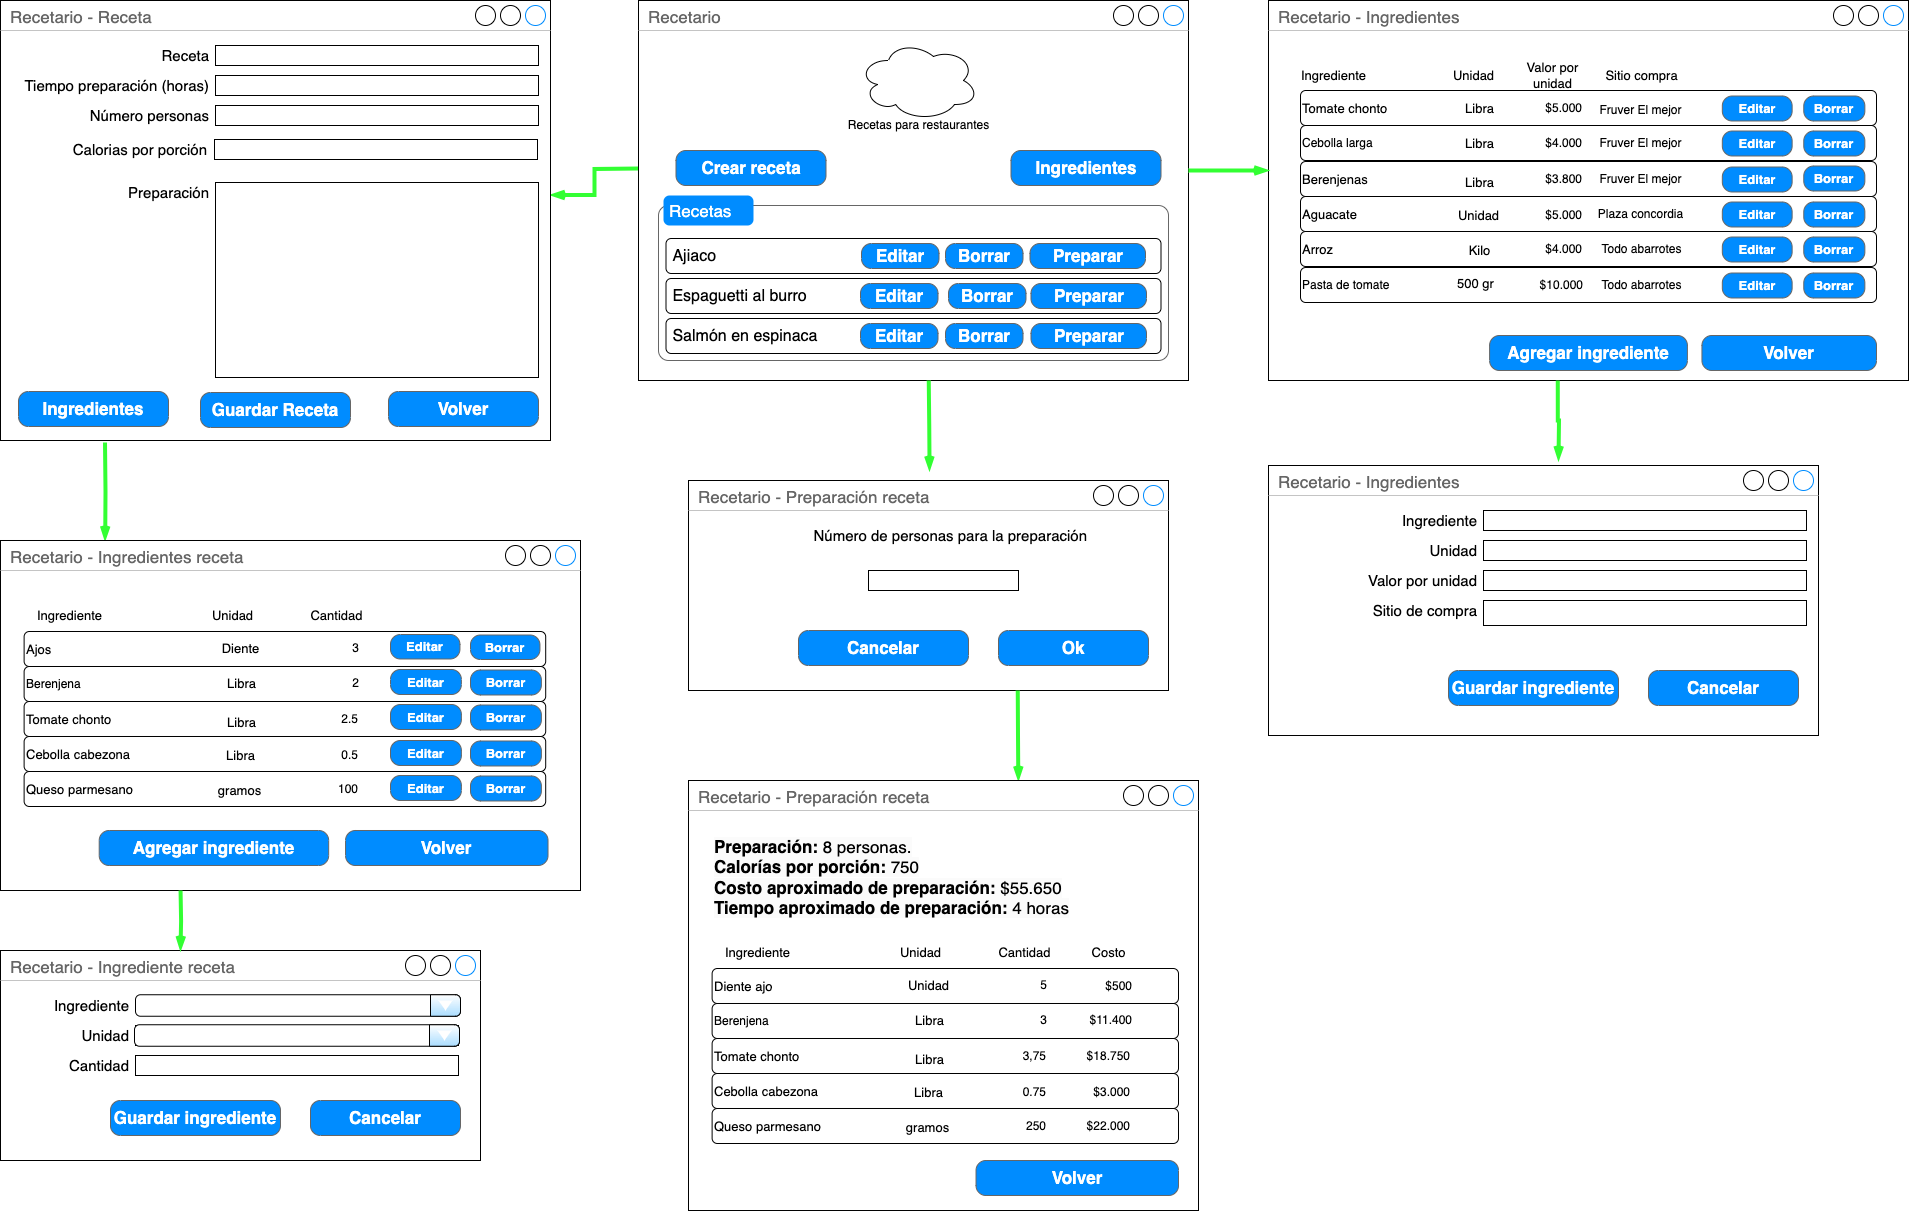 Recetario - Receta
Receta
Tiempo preparación (horas)
Número personas
Calorias por porción
Preparación
Ingredientes
Guardar Receta
Volver
Recetario
Recetas para restaurantes
Crear receta
Ingredientes
Recetas
Ajiaco Editar Borrar Preparar
Espaguetti al burro Editar Borrar Preparar
Salmón en espinaca Editar Borrar Preparar
Recetario - Ingredientes
Ingrediente Unidad Valor por unidad Sitio compra
Tomate chonto Libra $5.000 Fruver El mejor Editar Borrar
Cebolla larga Libra $4.000 Fruver El mejor Editar Borrar
Berenjenas Libra $3.800 Fruver El mejor Editar Borrar
Aguacate Unidad $5.000 Plaza concordia Editar Borrar
Arroz Kilo $4.000 Todo abarrotes Editar Borrar
Pasta de tomate 500 gr $10.000 Todo abarrotes Editar Borrar
Agregar ingrediente Volver
Recetario - Ingredientes receta
Ingrediente Unidad Cantidad
Ajos Diente 3 Editar Borrar
Berenjena Libra 2 Editar Borrar
Tomate chonto Libra 2.5 Editar Borrar
Cebolla cabezona Libra 0.5 Editar Borrar
Queso parmesano gramos 100 Editar Borrar
Agregar ingrediente Volver
Recetario - Preparación receta
Número de personas para la preparación
Cancelar Ok
Recetario - Ingredientes
Ingrediente
Unidad
Valor por unidad
Sitio de compra
Guardar ingrediente Cancelar
Recetario - Ingrediente receta
Ingrediente
Unidad
Cantidad
Guardar ingrediente Cancelar
Recetario - Preparación receta
Preparación: 8 personas.
Calorías por porción: 750
Costo aproximado de preparación: $55.650
Tiempo aproximado de preparación: 4 horas
Ingrediente Unidad Cantidad Costo
Diente ajo Unidad 5 $500
Berenjena Libra 3 $11.400
Tomate chonto Libra 3,75 $18.750
Cebolla cabezona Libra 0.75 $3.000
Queso parmesano gramos 250 $22.000
Volver